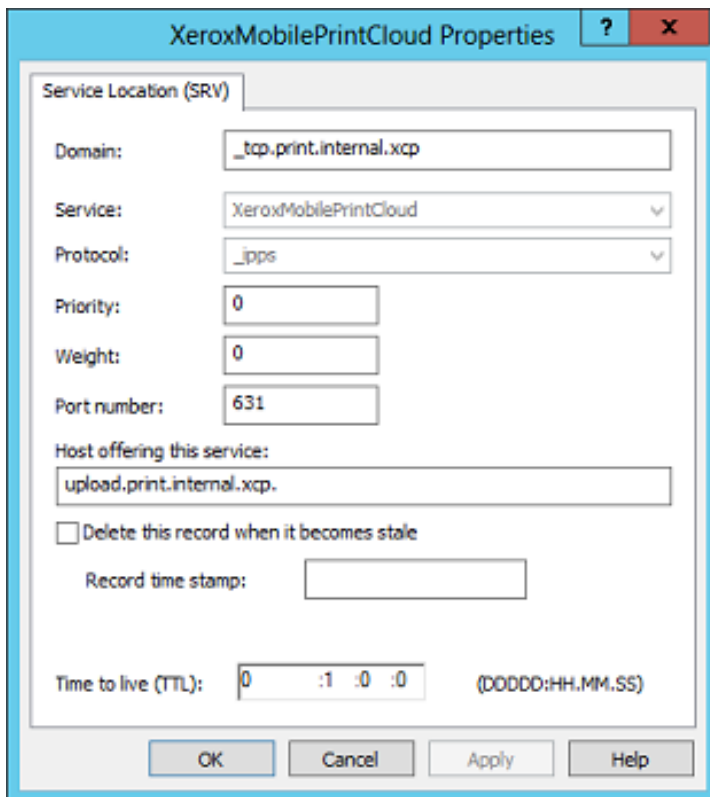 XeroxMobilePrintCloud Properties ? x
Service Location (SRV)
Domain: _tcp.print.internal.xcp
Service: XeroxMobilePrintCloud
Protocol: _ipps
Priority: 0
Weight: 0
Port number: 631
Host offering this service:
upload.print.internal.xcp.
Delete this record when it becomes stale
Record time stamp:
Time to live (TTL): 0 :1 :0 :0 (DDDDD:HH.MM.SS)
OK Cancel Apply Help